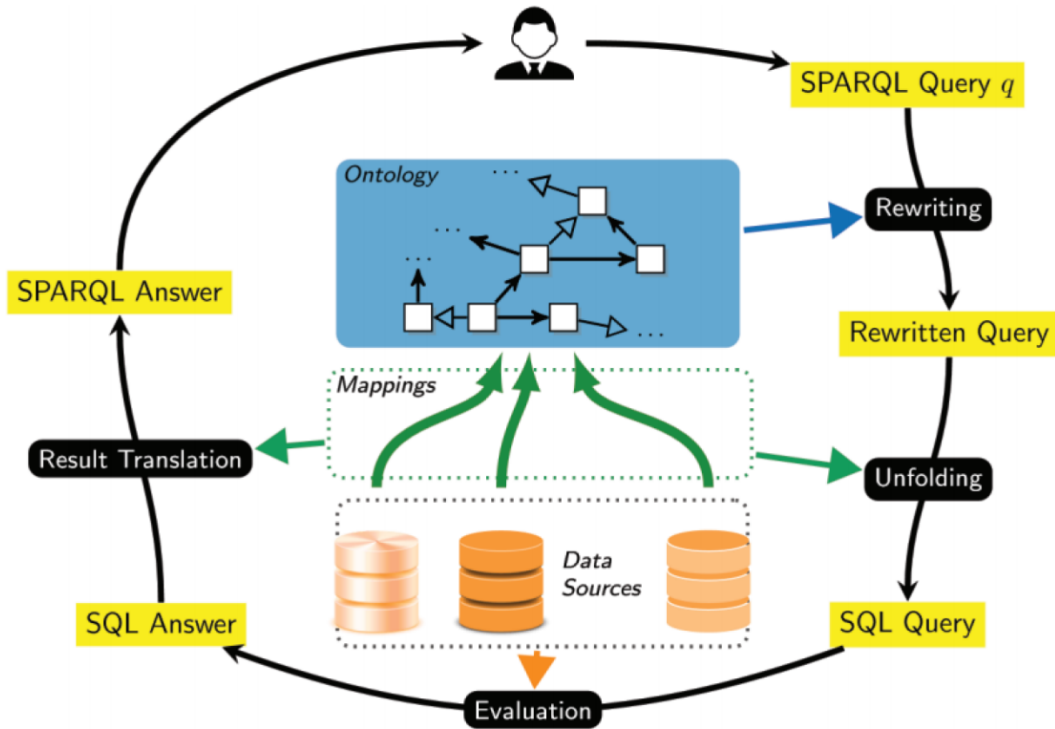 SPARQL Query q
Ontology
...
Rewriting
...
...
SPARQL Answer
...
Rewritten Query
Mappings
Result Translation
Unfolding
Data
Sources
SQL Answer
SQL Query
Evaluation